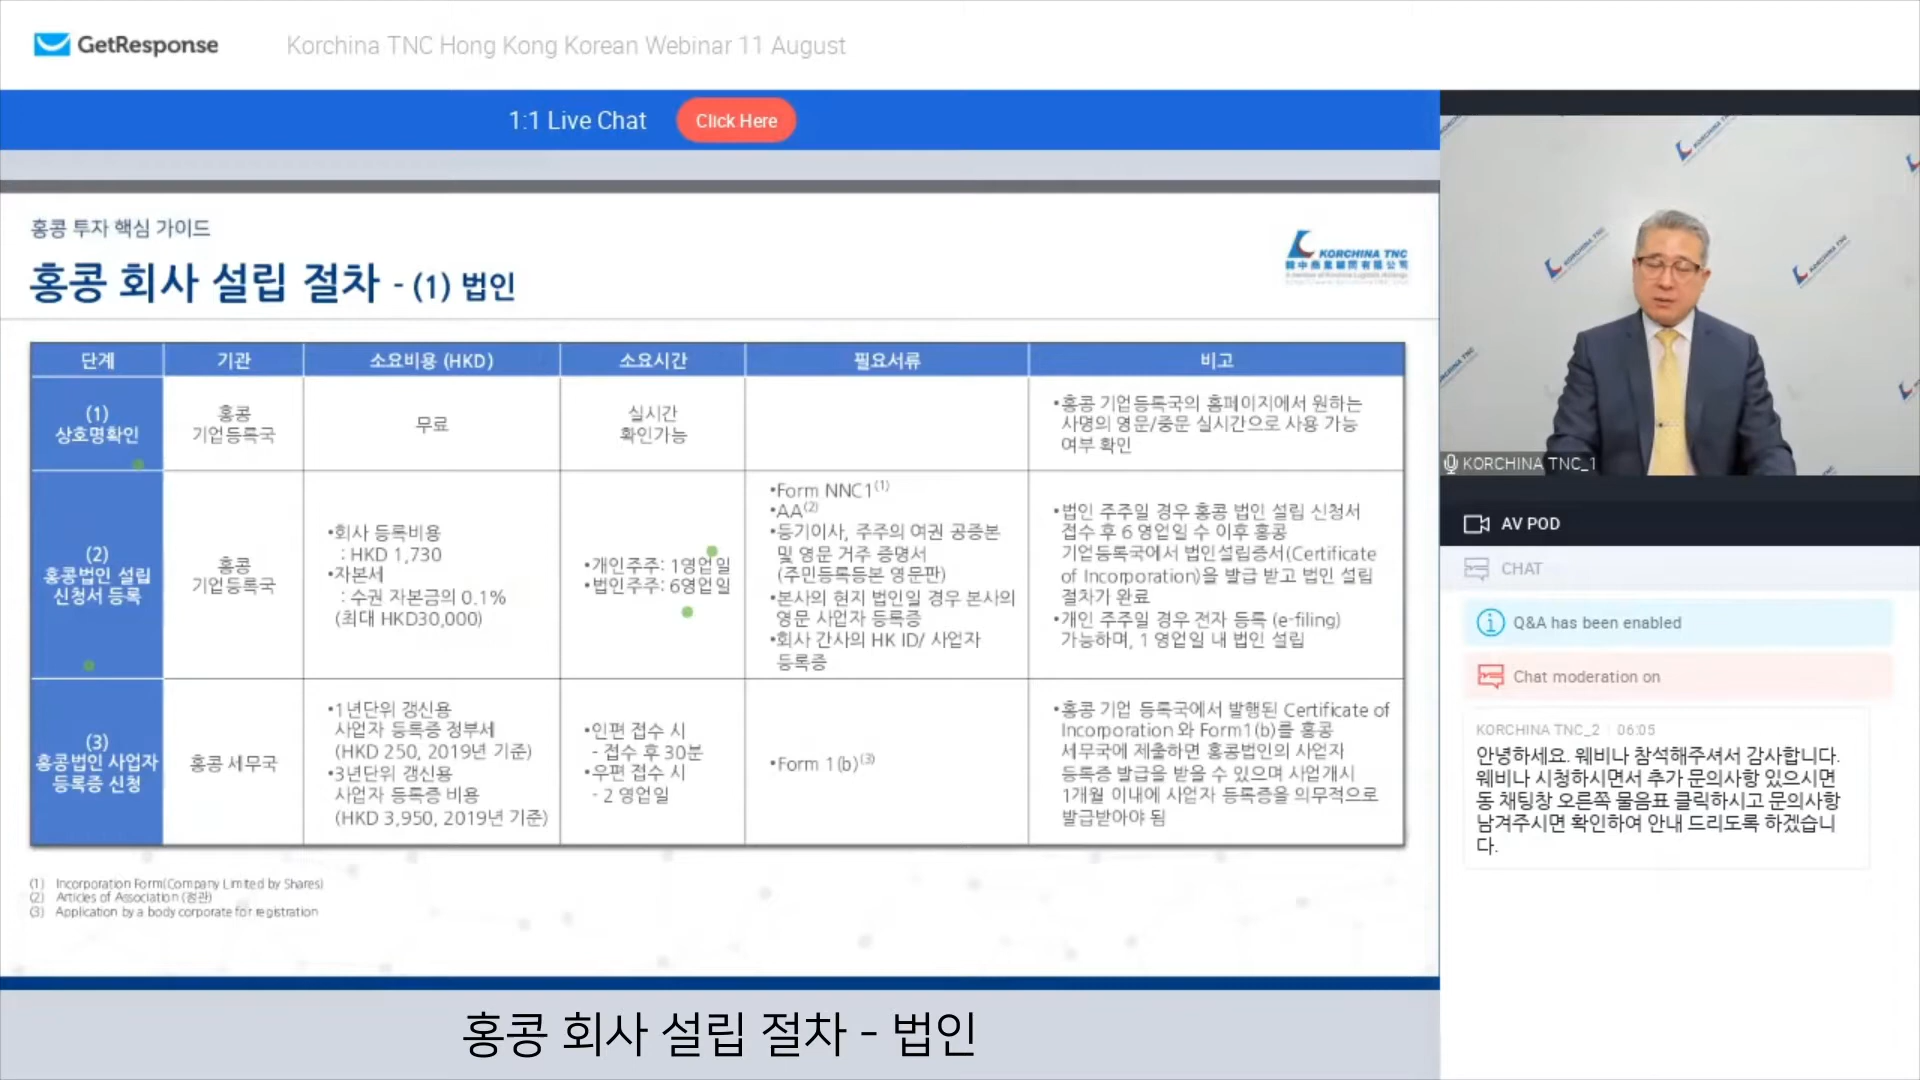 GetResponse
Korchina TNC Hong Kong Korean Webinar 11 August
1:1 Live Chat
Click Here
홍콩 투자 핵심 가이드
홍콩 회사 설립 절차 - (1) 법인
KORCHINA TNC
韓中商業顧問有限公司
단계
기관
소요비용 (HKD)
소요시간
필요서류
비고
(1)
상호명확인
홍콩
기업등록국
무료
실시간
확인가능
•홍콩 기업등록국의 홈페이지에서 원하는
사명의 영문/중문 실시간으로 사용 가능
여부 확인
(2)
홍콩법인 설립
신청서 등록
홍콩
기업등록국
•회사 등록비용
: HKD 1,730
•자본세
: 수권 자본금의 0.1%
(최대 HKD30,000)
•개인주주: 1영업일
•법인주주: 6영업일
•Form NNC1(1)
•AA(2)
•등기이사, 주주의 여권 공증본
및 영문 거주 증명서
(주민등록등본 영문판)
•본사의 현지 법인일 경우 본사의
영문 사업자 등록증
•회사 간사의 HK ID/ 사업자
등록증
•법인 주주일 경우 홍콩 법인 설립 신청서
접수 후 6 영업일 수 이후 홍콩
기업등록국에서 법인설립증서(Certificate
of Incorporation)을 발급 받고 법인 설립
절차가 완료
•개인 주주일 경우 전자 등록 (e-filing)
가능하며, 1 영업일 내 법인 설립
(3)
홍콩법인 사업자
등록증 신청
홍콩 세무국
•1년단위 갱신용
사업자 등록증 정부세
(HKD 250, 2019년 기준)
•3년단위 갱신용
사업자 등록증 비용
(HKD 3,950, 2019년 기준)
•인편 접수 시
- 접수 후 30분
•우편 접수 시
- 2 영업일
•Form 1(b)(3)
•홍콩 기업 등록국에서 발행된 Certificate of
Incorporation 와 Form1(b)를 홍콩
세무국에 제출하면 홍콩법인의 사업자
등록증 발급을 받을 수 있으며 사업개시
1개월 이내에 사업자 등록증을 의무적으로
발급받아야 됨
(1) Incorporation Form(Company Limited by Shares)
(2) Articles of Association (정관)
(3) Application by a body corporate for registration
홍콩 회사 설립 절차 - 법인
KORCHINA TNC_1
AV POD
CHAT
Q&A has been enabled
Chat moderation on
KORCHINA TNC_2 06:05
안녕하세요. 웨비나 참석해주셔서 감사합니다.
웨비나 시청하시면서 추가 문의사항 있으시면
동 채팅창 오른쪽 물음표 클릭하시고 문의사항
남겨주시면 확인하여 안내 드리도록 하겠습니
다.